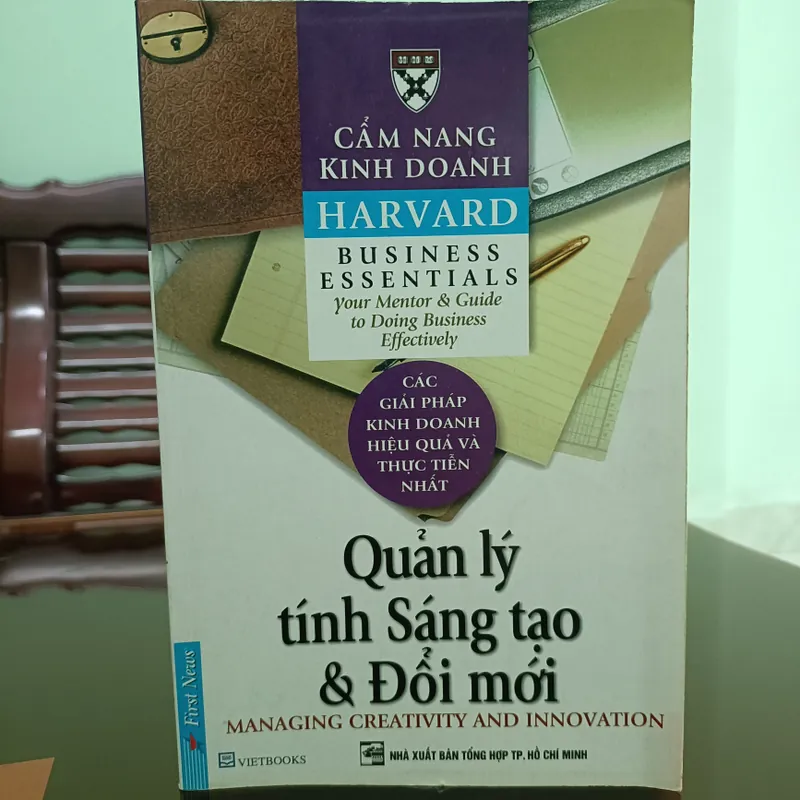 CẨM NANG
KINH DOANH
HARVARD
BUSINESS
ESSENTIALS
your Mentor & Guide
to Doing Business
Effectively
CÁC
GIẢI PHÁP
KINH DOANH
HIỆU QUẢ VÀ
THỰC TIỄN
NHẤT
Quản lý
tính Sáng tạo
& Đổi mới
MANAGING CREATIVITY AND INNOVATION
First News
VIETBOOKS
NHÀ XUẤT BẢN TỔNG HỢP TP. HỒ CHÍ MINH